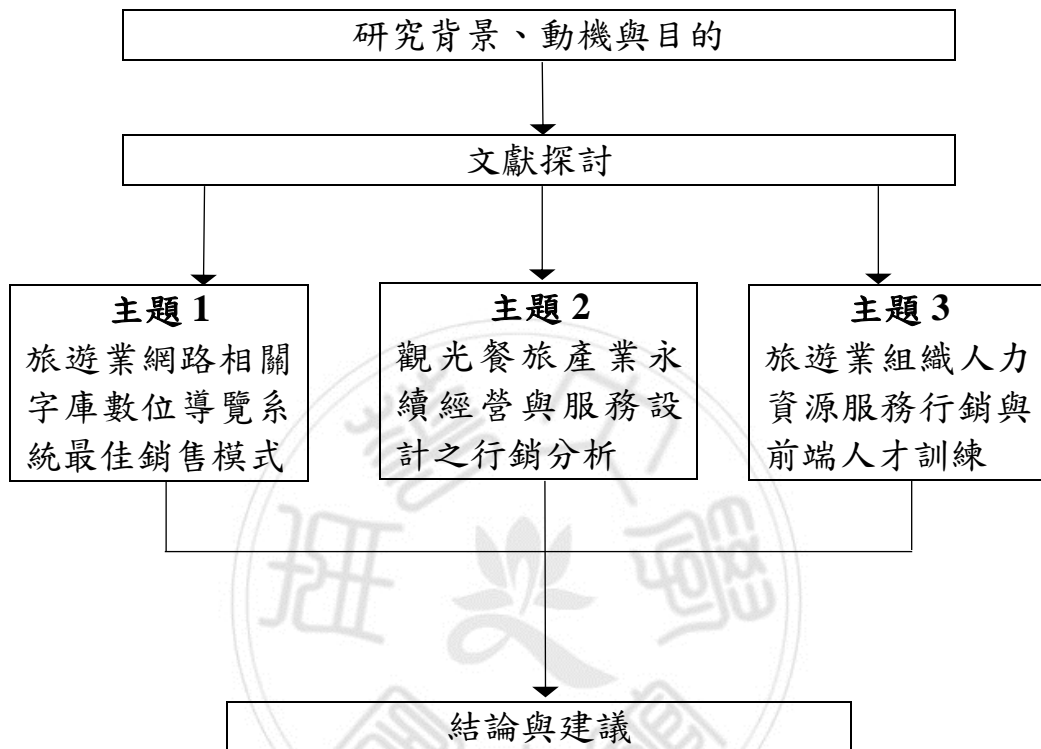 研究背景、動機與目的
文獻探討
主題 1
旅遊業網路相關
字庫數位導覽系
統最佳銷售模式
主題 2
觀光餐旅產業永
續經營與服務設
計之行銷分析
主題 3
旅遊業組織人力
資源服務行銷與
前端人才訓練
結論與建議